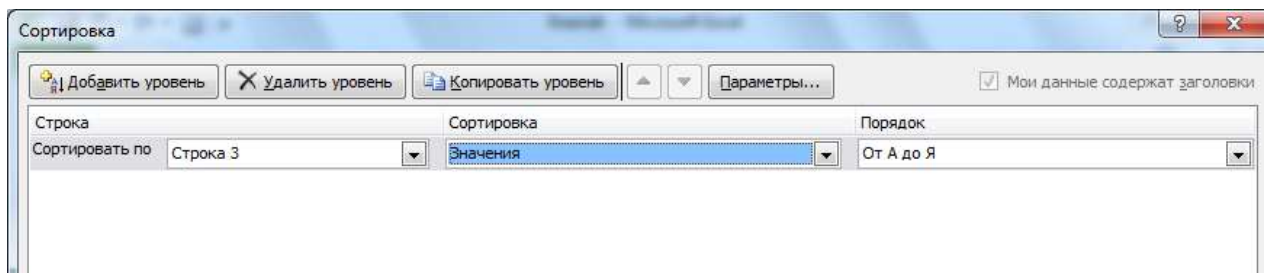 Сортировка
Добавить уровень Удалить уровень Копировать уровень Параметры... Мои данные содержат заголовки
Строка Сортировка Порядок
Сортировать по Строка 3 Значения От А до Я